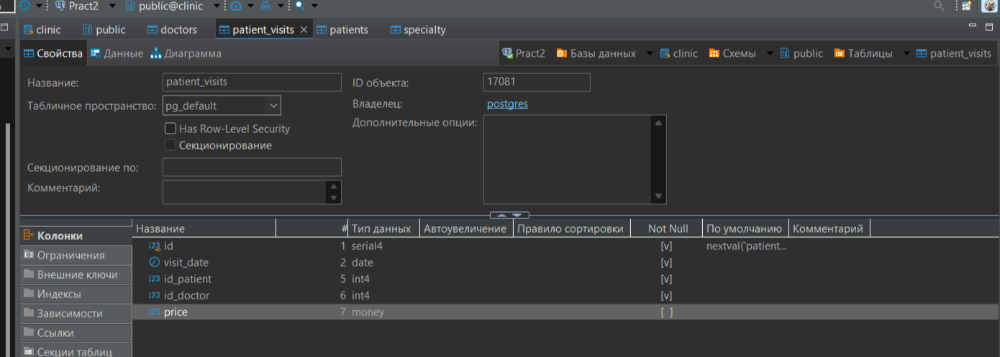 Pract2 public@clinic
clinic public doctors patient_visits patients specialty
Свойства Данные Диаграмма Pract2 Базы данных clinic Схемы public Таблицы patient_visits
Название: patient_visits ID объекта: 17081
Табличное пространство: pg_default Владелец: postgres
Has Row-Level Security Дополнительные опции:
Секционирование
Секционирование по:
Комментарий:
Колонки Название # Тип данных Автоувеличение Правило сортировки Not Null По умолчанию Комментарий
123 id 1 serial4 [v] nextval('patient...
Ограничения
visit_date 2 date [v]
Внешние ключи 123 id_patient 5 int4 [v]
Индексы 123 id_doctor 6 int4 [v]
Зависимости 123 price 7 money [ ]
Ссылки
Секции таблиц